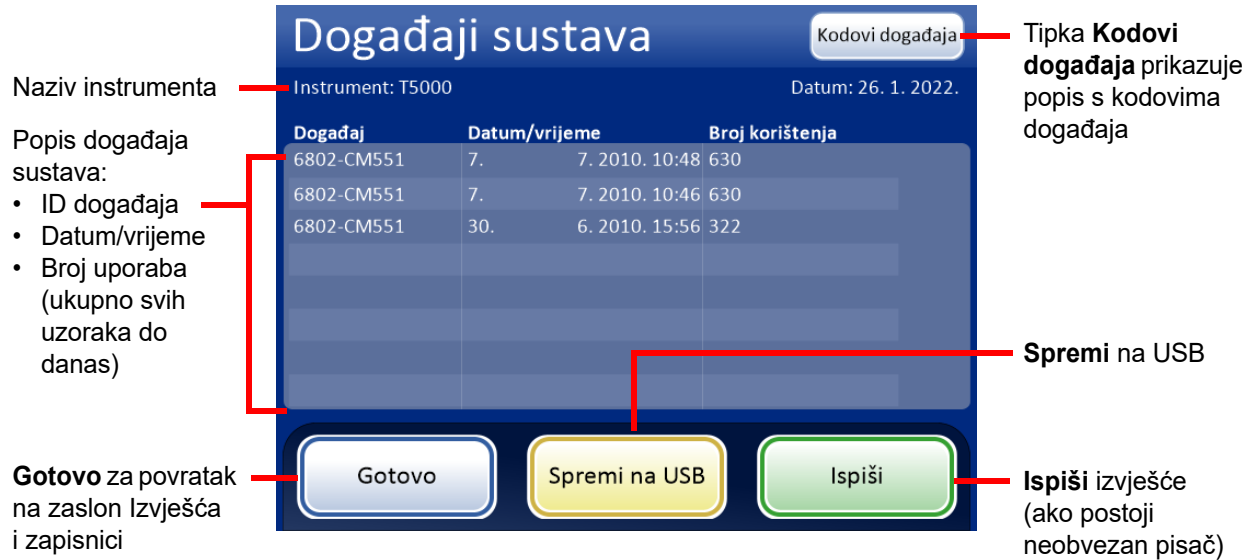 Naziv instrumenta
Popis događaja
sustava:
• ID događaja
• Datum/vrijeme
• Broj uporaba
(ukupno svih
uzoraka do
danas)
Gotovo za povratak
na zaslon Izvješća
i zapisnici
Događaji sustava
Kodovi događaja
Instrument: T5000
Datum: 26. 1. 2022.
Događaj Datum/vrijeme Broj korištenja
6802-CM551 7. 7. 2010. 10:48 630
6802-CM551 7. 7. 2010. 10:46 630
6802-CM551 30. 6. 2010. 15:56 322
Gotovo
Spremi na USB
Ispiši
Tipka Kodovi
događaja prikazuje
popis s kodovima
događaja
Spremi na USB
Ispiši izvješće
(ako postoji
neobvezan pisač)